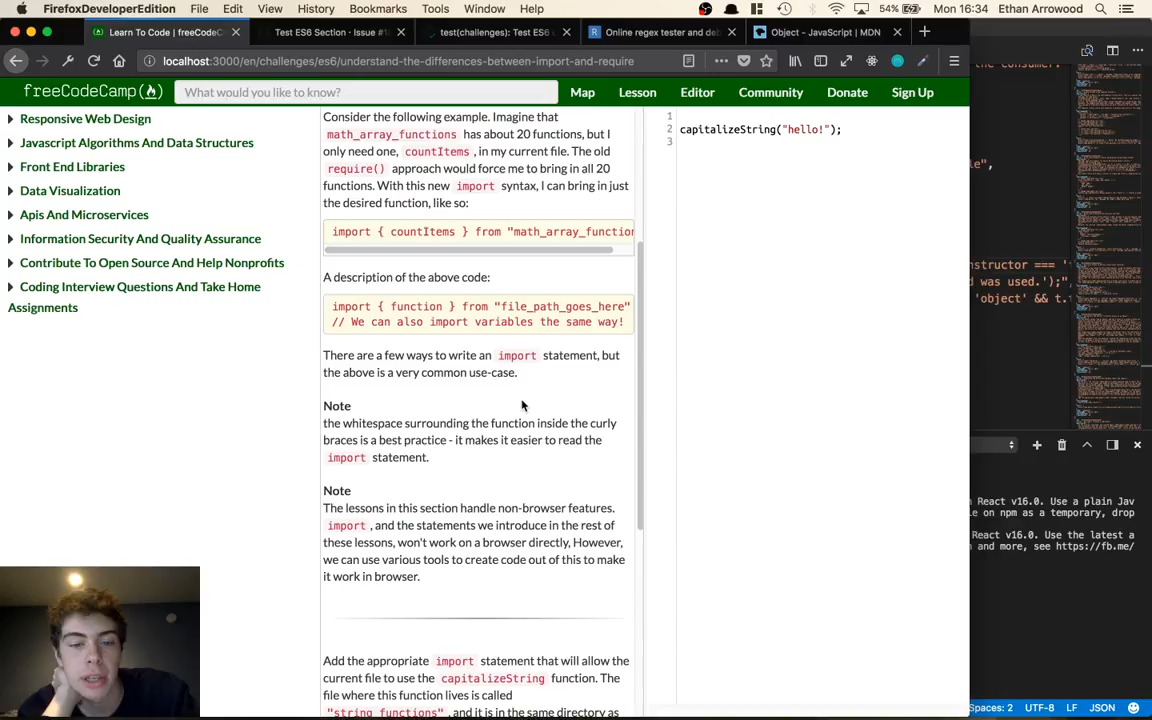 FirefoxDeveloperEdition File Edit View History Bookmarks Tools Window Help 54% Mon 16:34 Ethan Arrowood
Learn To Code | freeCodeC Test ES6 Section - Issue #1 test(challenges): Test ES6 Online regex tester and de Object - JavaScript | MDN
localhost:3000/en/challenges/es6/understand-the-differences-between-import-and-require
freeCodeCamp What would you like to know? Map Lesson Editor Community Donate Sign Up
Responsive Web Design
Javascript Algorithms And Data Structures
Front End Libraries
Data Visualization
Apis And Microservices
Information Security And Quality Assurance
Contribute To Open Source And Help Nonprofits
Coding Interview Questions And Take Home
Assignments
Consider the following example. Imagine that
math_array_functions has about 20 functions, but I
only need one, countItems, in my current file. The old
require() approach would force me to bring in all 20
functions. With this new import syntax, I can bring in just
the desired function, like so:
import { countItems } from "math_array_function
A description of the above code:
import { function } from "file_path_goes_here"
// We can also import variables the same way!
There are a few ways to write an import statement, but
the above is a very common use-case.
Note
the whitespace surrounding the function inside the curly
braces is a best practice - it makes it easier to read the
import statement.
Note
The lessons in this section handle non-browser features.
import, and the statements we introduce in the rest of
these lessons, won't work on a browser directly, However,
we can use various tools to create code out of this to make
it work in browser.
Add the appropriate import statement that will allow the
current file to use the capitalizeString function. The
file where this function lives is called
"string_functions", and it is in the same directory as
1
2 capitalizeString("hello!");
3
the consumer.
le",
nstructor === '
d was used.');",
'object' && t.
n React v16.0. Use a plain Jav
le on npm as a temporary, drop
n React v16.0. Use the latest a
n and more, see https://fb.me/
Spaces: 2 UTF-8 LF JSON